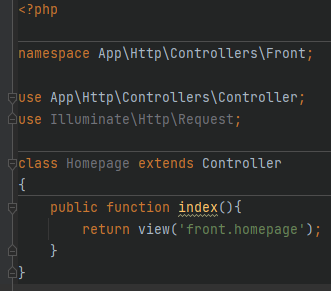 <?php
namespace App\Http\Controllers\Front;
use App\Http\Controllers\Controller;
use Illuminate\Http\Request;
class Homepage extends Controller
{
    public function index(){
        return view('front.homepage');
    }
}